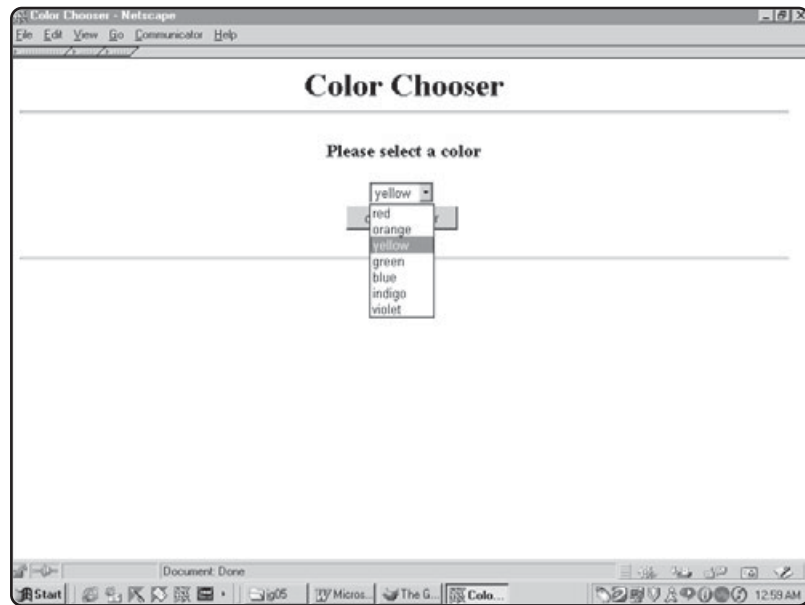 Color Chooser - Netscape
File Edit View Go Communicator Help
Color Chooser
Please select a color
yellow
red
orange
yellow
green
blue
indigo
violet
Document: Done
Start ig05 Micros... The G... Colo... 12:59 AM